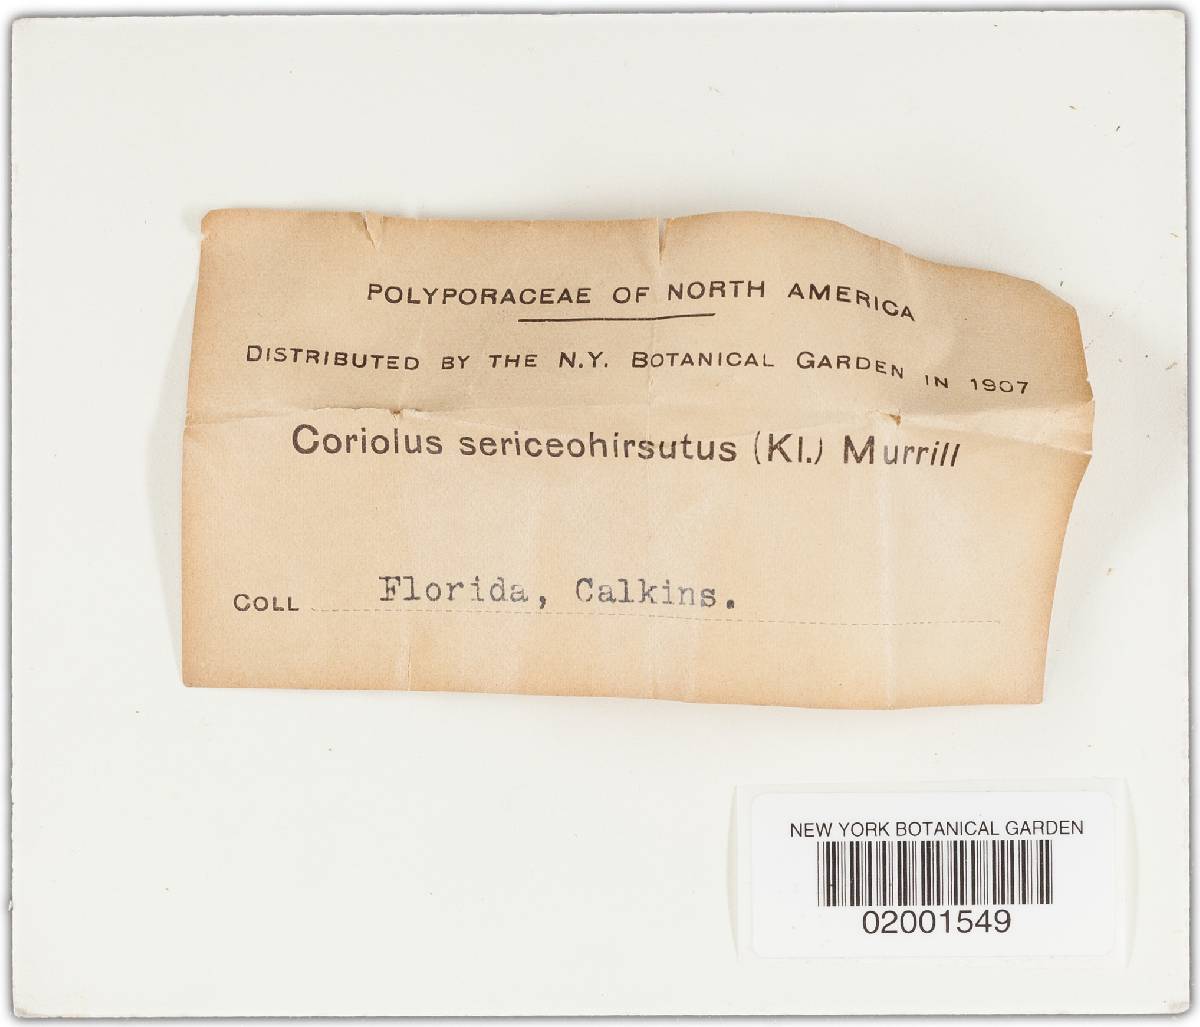 POLYPORACEAE OF NORTH AMERICA
DISTRIBUTED BY THE N.Y. BOTANICAL GARDEN IN 1907
Coriolus sericeohirsutus (Kl.) Murrill
COLL Florida, Calkins.
NEW YORK BOTANICAL GARDEN
02001549